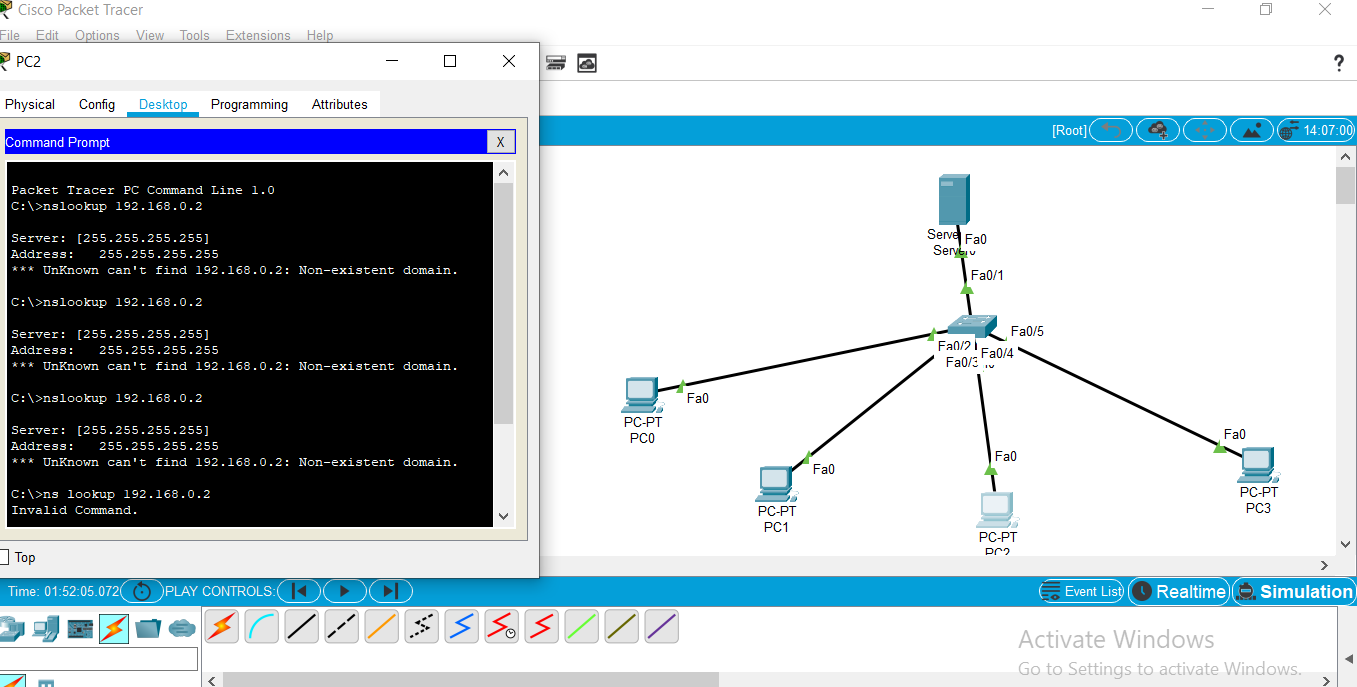 Cisco Packet Tracer
File Edit Options View Tools Extensions Help
PC2
?
Physical Config Desktop Programming Attributes
[Root] 14:07:00
Command Prompt X
Packet Tracer PC Command Line 1.0
C:\>nslookup 192.168.0.2
Server: [255.255.255.255]
Address: 255.255.255.255
*** UnKnown can't find 192.168.0.2: Non-existent domain.
C:\>nslookup 192.168.0.2
Server: [255.255.255.255]
Address: 255.255.255.255
*** UnKnown can't find 192.168.0.2: Non-existent domain.
C:\>nslookup 192.168.0.2
Server: [255.255.255.255]
Address: 255.255.255.255
*** UnKnown can't find 192.168.0.2: Non-existent domain.
C:\>ns lookup 192.168.0.2
Invalid Command.
Top
Fa0
Server0
Fa0/1
Fa0/5
Fa0/2
Fa0/4
Fa0/3
Fa0
PC-PT
PC0
Fa0
PC-PT
PC1
Fa0
PC-PT
PC2
Fa0
PC-PT
PC3
Time: 01:52:05.072 PLAY CONTROLS: Event List Realtime Simulation
Activate Windows
Go to Settings to activate Windows.